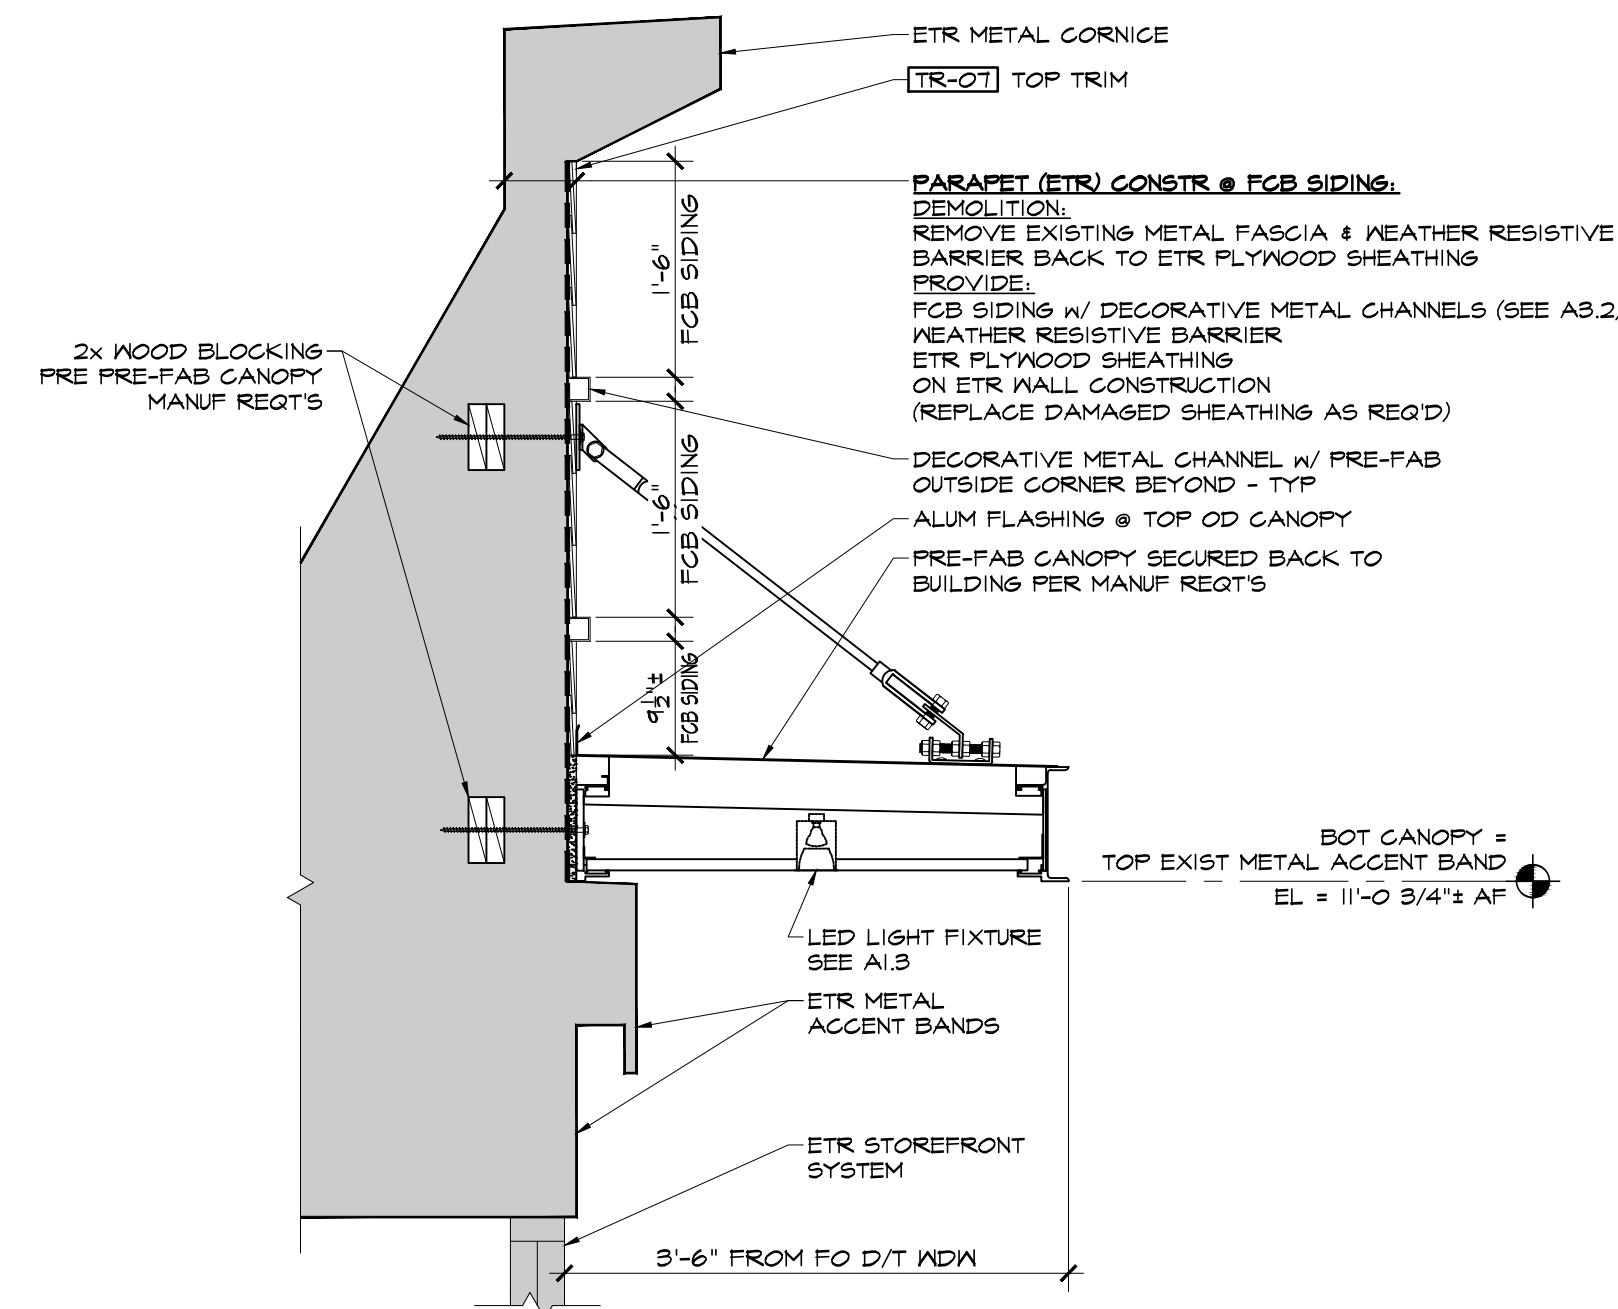 ETR METAL CORNICE
TR-07 TOP TRIM
PARAPET (ETR) CONSTR @ FCB SIDING:
DEMOLITION:
REMOVE EXISTING METAL FASCIA & WEATHER RESISTIVE
BARRIER BACK TO ETR PLYWOOD SHEATHING
PROVIDE:
FCB SIDING W/ DECORATIVE METAL CHANNELS (SEE A3.2,
WEATHER RESISTIVE BARRIER
ETR PLYWOOD SHEATHING
ON ETR WALL CONSTRUCTION
(REPLACE DAMAGED SHEATHING AS REQ'D)
DECORATIVE METAL CHANNEL W/ PRE-FAB
OUTSIDE CORNER BEYOND - TYP
ALUM FLASHING @ TOP OD CANOPY
PRE-FAB CANOPY SECURED BACK TO
BUILDING PER MANUF REQT'S
2x WOOD BLOCKING
PRE PRE-FAB CANOPY
MANUF REQT'S
1'-6"
FCB SIDING
1'-6"
FCB SIDING
9 1/2"±
FCB SIDING
BOT CANOPY =
TOP EXIST METAL ACCENT BAND
EL = 11'-0 3/4"± AF
LED LIGHT FIXTURE
SEE A1.3
ETR METAL
ACCENT BANDS
ETR STOREFRONT
SYSTEM
3'-6" FROM FO D/T WDW